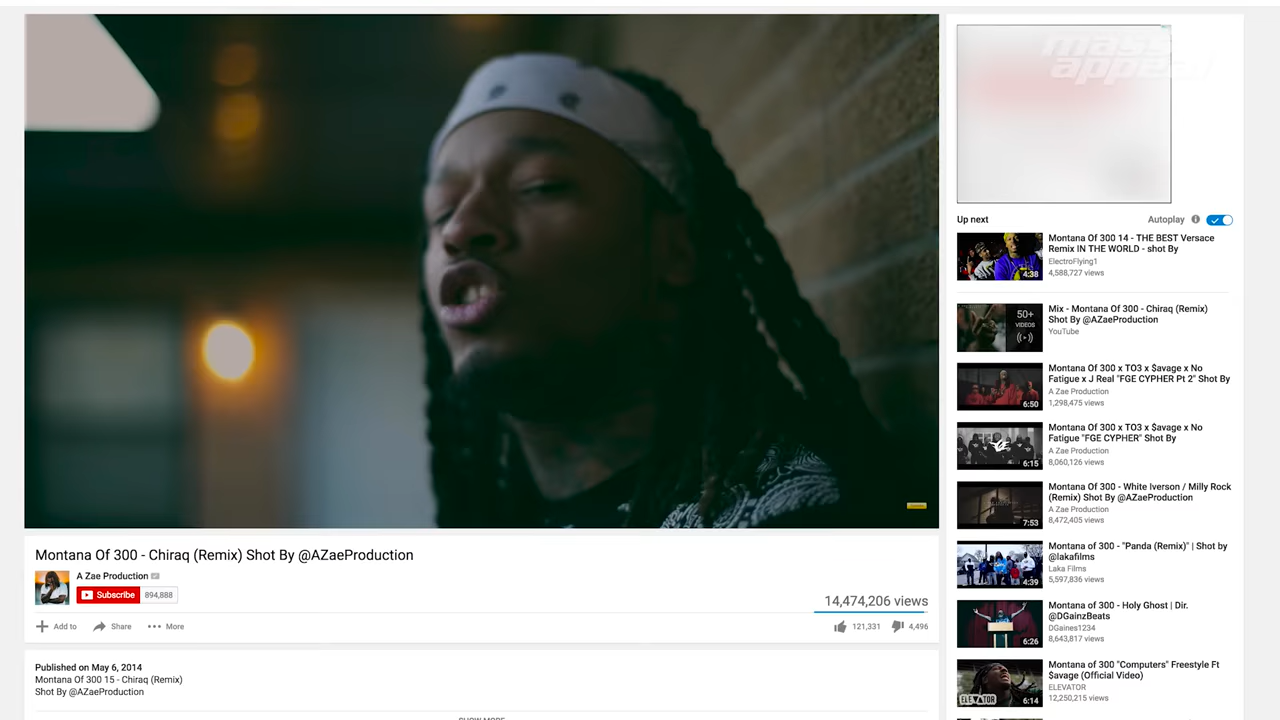 mass
appeal
Up next
Autoplay
Montana Of 300 14 - THE BEST Versace
Remix IN THE WORLD - shot By
ElectroFlying1
4,588,727 views
4:38
Mix - Montana Of 300 - Chiraq (Remix)
Shot By @AZaeProduction
YouTube
50+
VIDEOS
Montana Of 300 x TO3 x $avage x No
Fatigue x J Real "FGE CYPHER Pt 2" Shot By
A Zae Production
1,298,475 views
6:50
Montana Of 300 x TO3 x $avage x No
Fatigue "FGE CYPHER" Shot By
A Zae Production
8,060,126 views
6:15
Montana Of 300 - White Iverson / Milly Rock
(Remix) Shot By @AZaeProduction
A Zae Production
8,472,405 views
7:53
Montana of 300 - "Panda (Remix)" | Shot by
@lakafilms
Laka Films
5,597,836 views
4:39
Montana of 300 - Holy Ghost | Dir.
@DGainzBeats
DGaines1234
8,643,817 views
6:26
Montana of 300 "Computers" Freestyle Ft
$avage (Official Video)
ELEVATOR
12,250,215 views
ELEVATOR
6:14
Montana Of 300 - Chiraq (Remix) Shot By @AZaeProduction
A Zae Production
Subscribe 894,888
14,474,206 views
Add to Share More
121,331 4,496
Published on May 6, 2014
Montana Of 300 15 - Chiraq (Remix)
Shot By @AZaeProduction
SHOW MORE